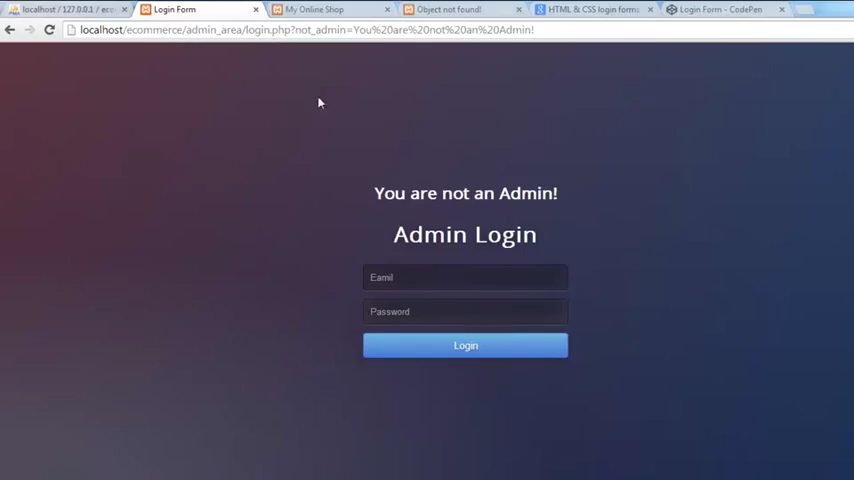 localhost / 127.0.0.1 / eco
Login Form
My Online Shop
Object not found!
HTML & CSS login forms
Login Form - CodePen
localhost/ecommerce/admin_area/login.php?not_admin=You%20are%20not%20an%20Admin!
You are not an Admin!
Admin Login
Eamil
Password
Login